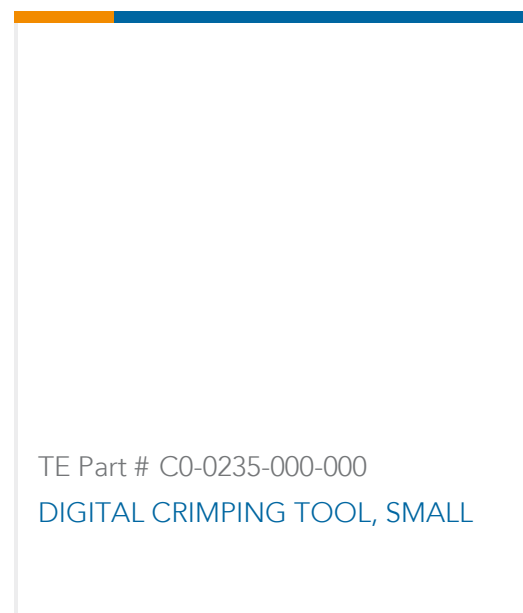 TE Part # C0-0235-000-000
DIGITAL CRIMPING TOOL, SMALL